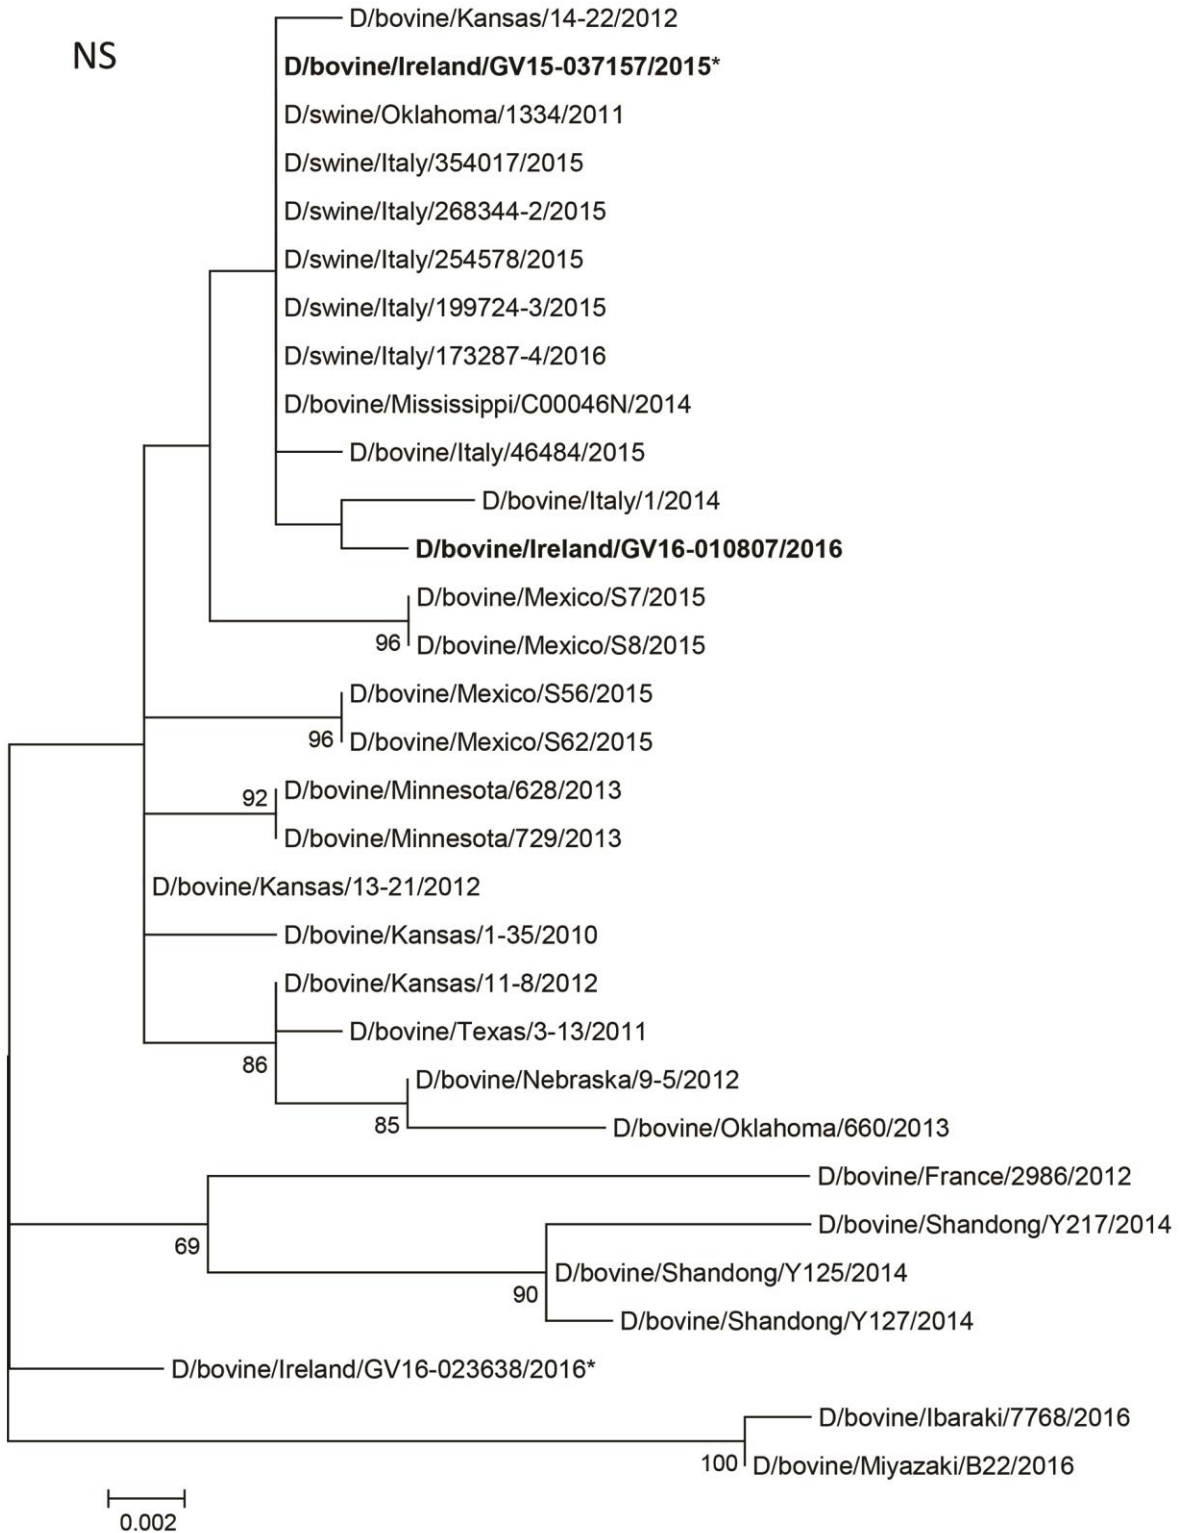 NS
D/bovine/Kansas/14-22/2012
D/bovine/Ireland/GV15-037157/2015*
D/swine/Oklahoma/1334/2011
D/swine/Italy/354017/2015
D/swine/Italy/268344-2/2015
D/swine/Italy/254578/2015
D/swine/Italy/199724-3/2015
D/swine/Italy/173287-4/2016
D/bovine/Mississippi/C00046N/2014
D/bovine/Italy/46484/2015
D/bovine/Italy/1/2014
D/bovine/Ireland/GV16-010807/2016
D/bovine/Mexico/S7/2015
96
D/bovine/Mexico/S8/2015
D/bovine/Mexico/S56/2015
96
D/bovine/Mexico/S62/2015
92
D/bovine/Minnesota/628/2013
D/bovine/Minnesota/729/2013
D/bovine/Kansas/13-21/2012
D/bovine/Kansas/1-35/2010
D/bovine/Kansas/11-8/2012
D/bovine/Texas/3-13/2011
86
D/bovine/Nebraska/9-5/2012
85
D/bovine/Oklahoma/660/2013
D/bovine/France/2986/2012
D/bovine/Shandong/Y217/2014
69
D/bovine/Shandong/Y125/2014
90
D/bovine/Shandong/Y127/2014
D/bovine/Ireland/GV16-023638/2016*
D/bovine/Ibaraki/7768/2016
100
D/bovine/Miyazaki/B22/2016
0.002